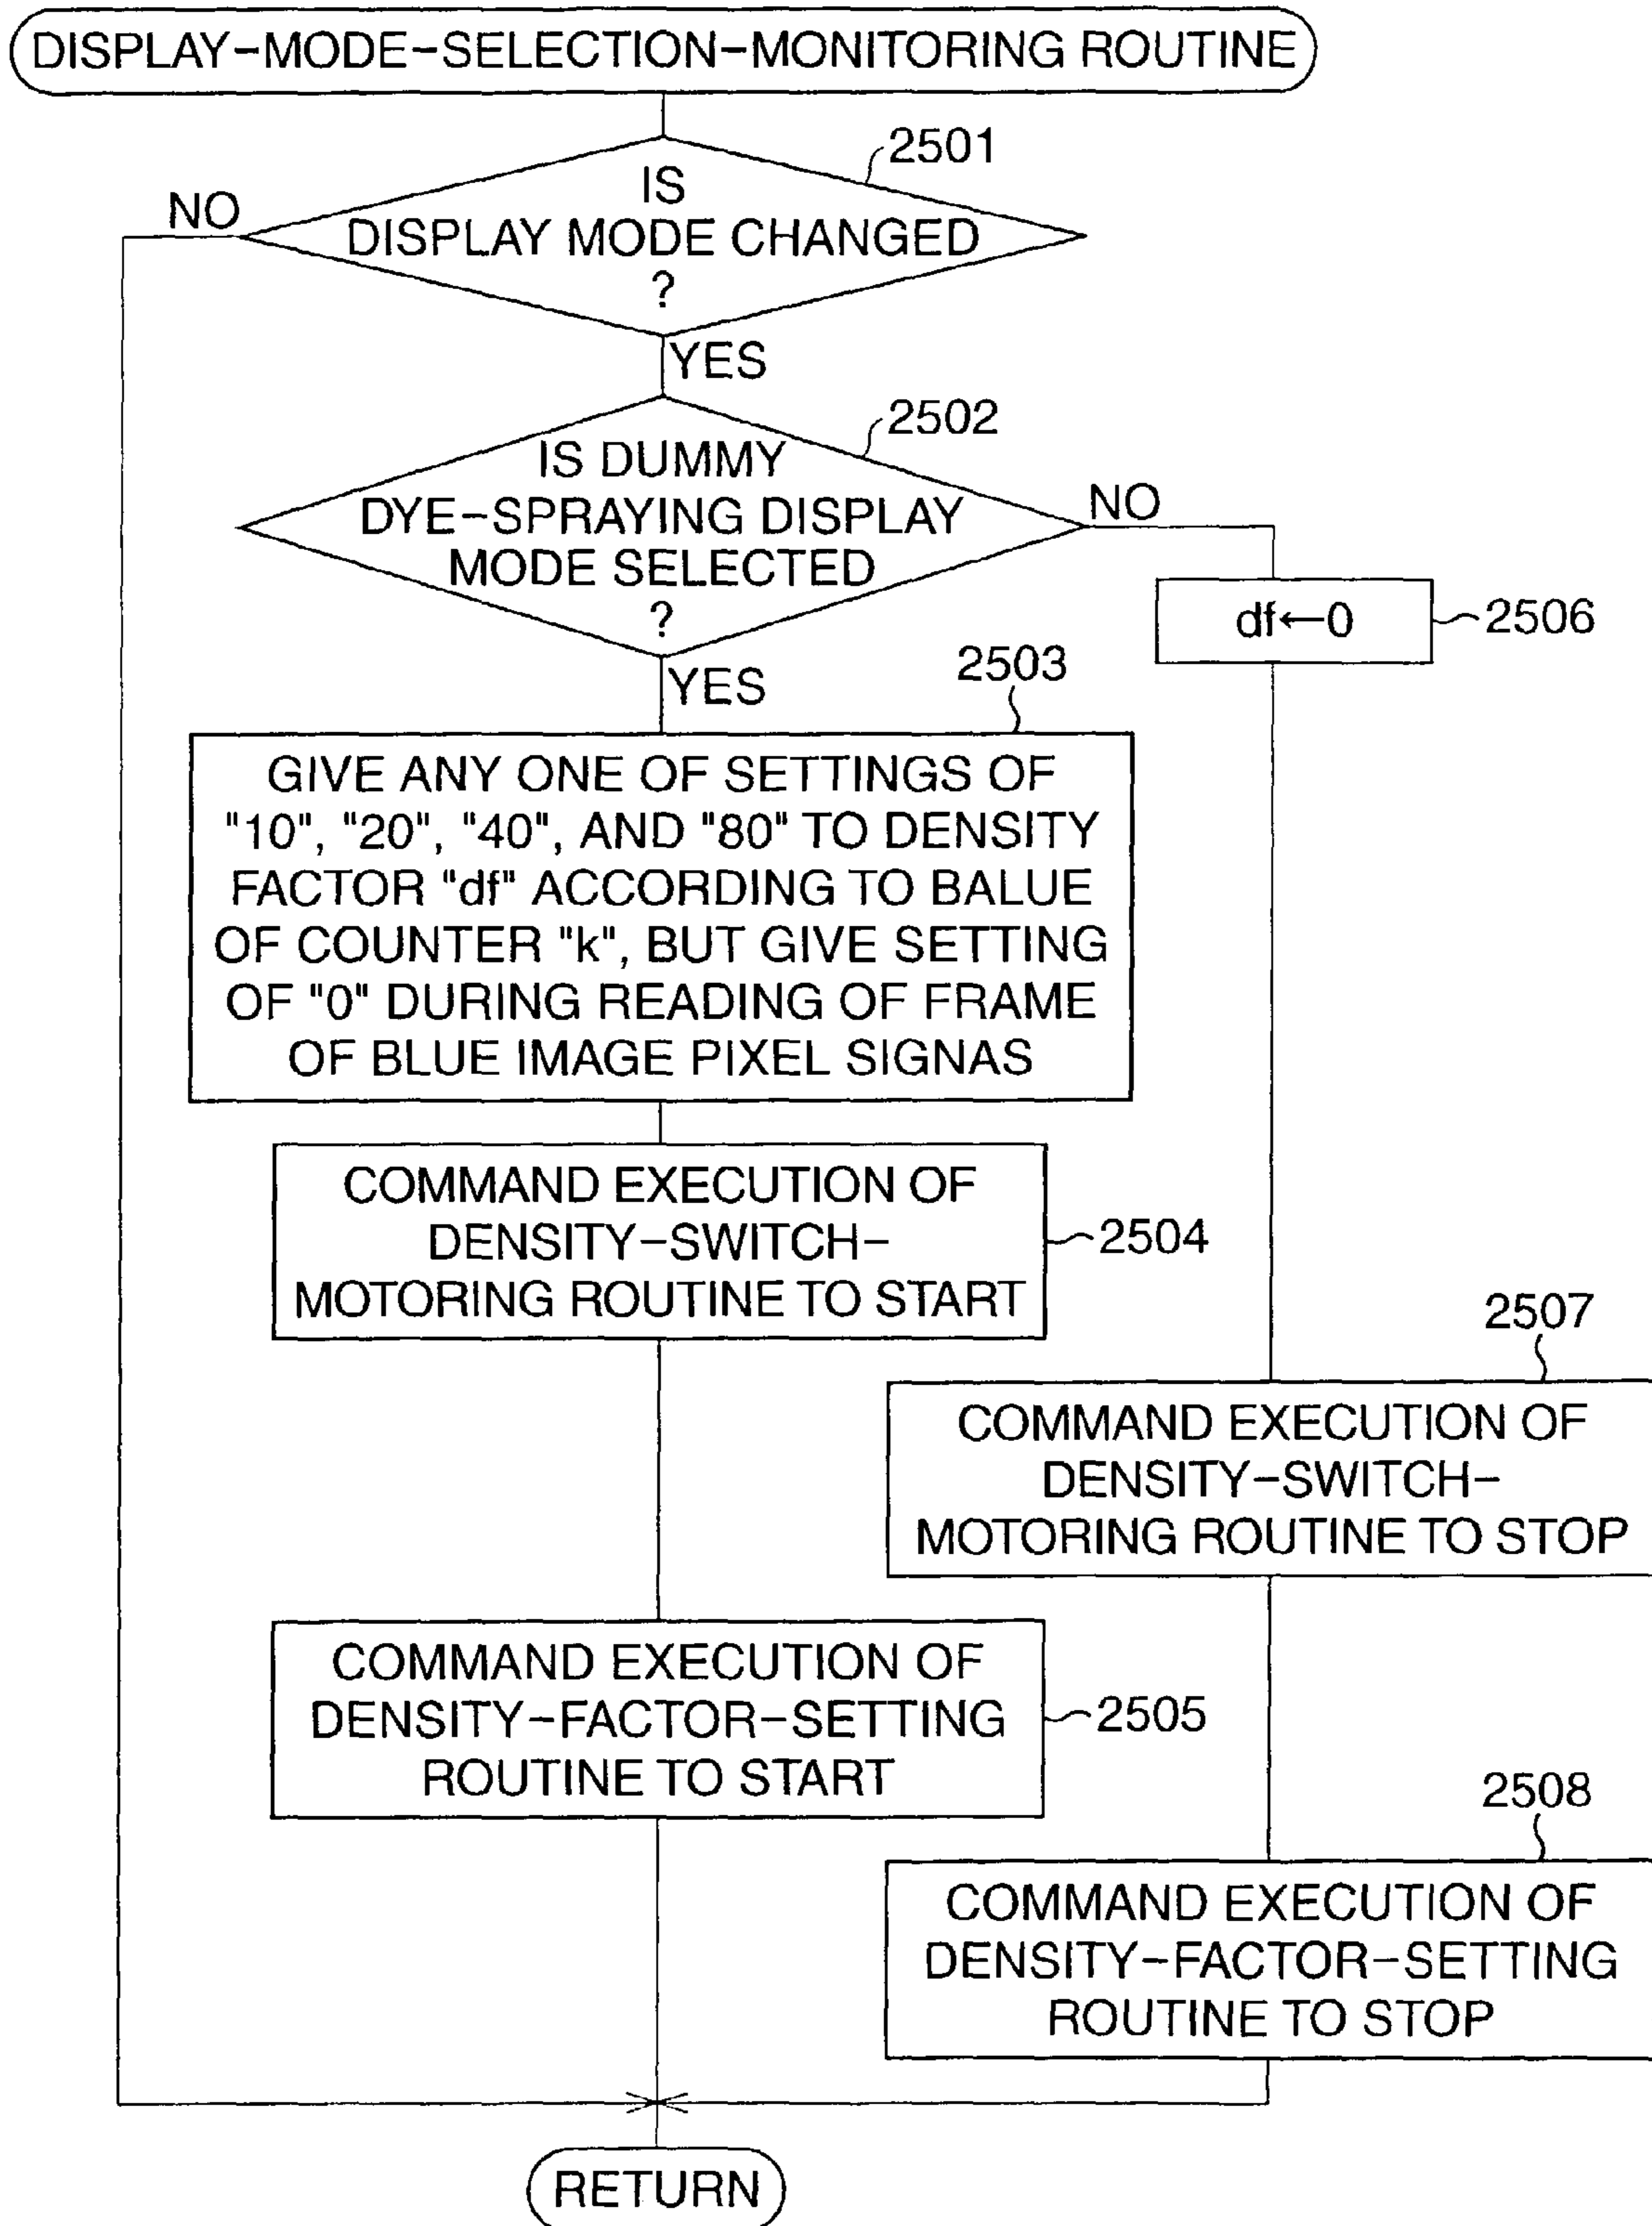 DISPLAY-MODE-SELECTION-MONITORING ROUTINE
2501
NO
IS
DISPLAY MODE CHANGED
?
YES
2502
IS DUMMY
DYE-SPRAYING DISPLAY
MODE SELECTED
?
NO
df←0
2506
YES
2503
GIVE ANY ONE OF SETTINGS OF
"10", "20", "40", AND "80" TO DENSITY
FACTOR "df" ACCORDING TO BALUE
OF COUNTER "k", BUT GIVE SETTING
OF "0" DURING READING OF FRAME
OF BLUE IMAGE PIXEL SIGNAS
COMMAND EXECUTION OF
DENSITY-SWITCH-
MOTORING ROUTINE TO START
2504
2507
COMMAND EXECUTION OF
DENSITY-SWITCH-
MOTORING ROUTINE TO STOP
COMMAND EXECUTION OF
DENSITY-FACTOR-SETTING
ROUTINE TO START
2505
2508
COMMAND EXECUTION OF
DENSITY-FACTOR-SETTING
ROUTINE TO STOP
RETURN